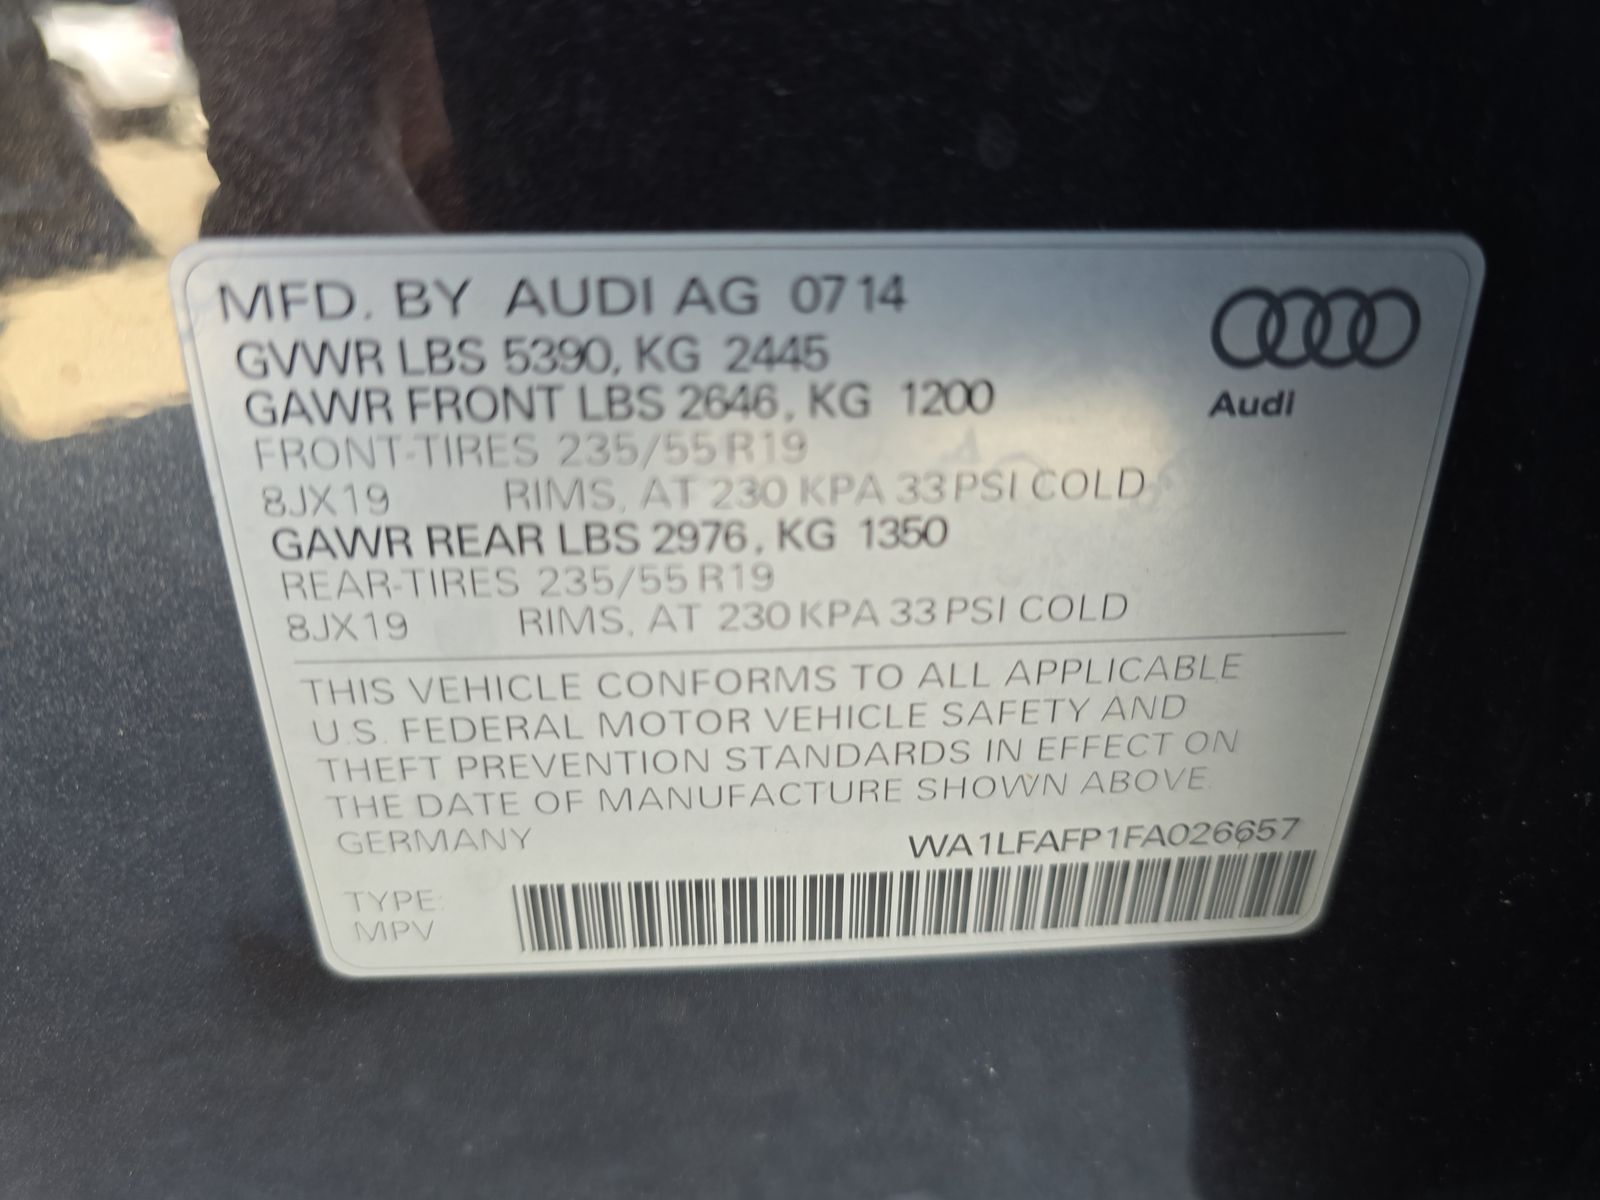 MFD. BY AUDI AG 07 14
GVWR LBS 5390, KG 2445
GAWR FRONT LBS 2646, KG 1200
FRONT-TIRES 235/55 R19
8JX19 RIMS, AT 230 KPA 33 PSI COLD
GAWR REAR LBS 2976, KG 1350
REAR-TIRES 235/55 R19
8JX19 RIMS, AT 230 KPA 33 PSI COLD
Audi
THIS VEHICLE CONFORMS TO ALL APPLICABLE
U.S. FEDERAL MOTOR VEHICLE SAFETY AND
THEFT PREVENTION STANDARDS IN EFFECT ON
THE DATE OF MANUFACTURE SHOWN ABOVE.
GERMANY WA1LFAFP1FA026657
TYPE:
MPV